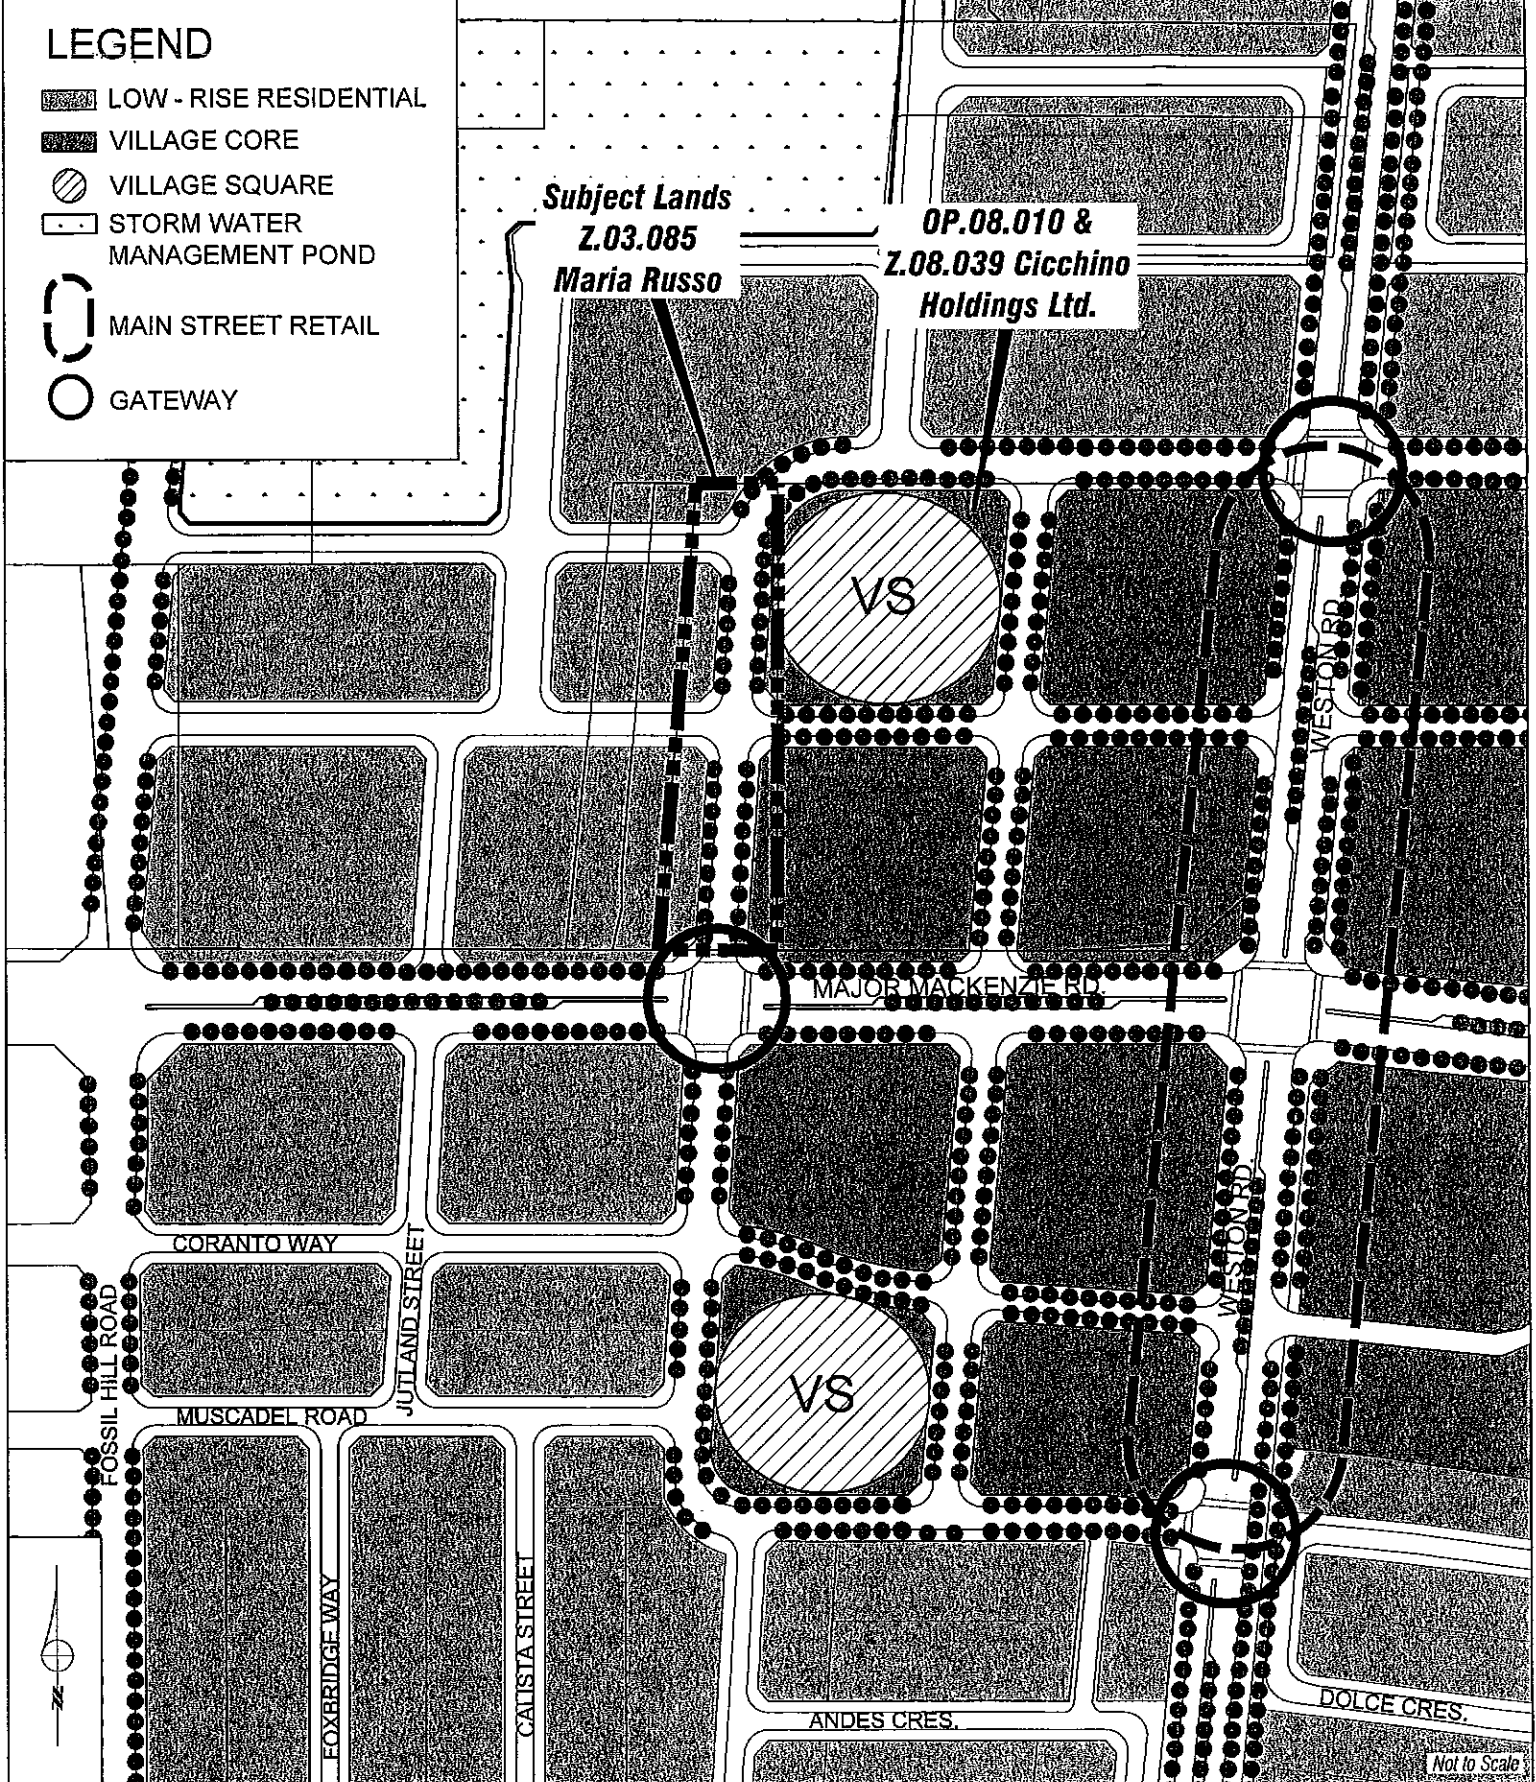 LEGEND
LOW - RISE RESIDENTIAL
VILLAGE CORE
VILLAGE SQUARE
STORM WATER
MANAGEMENT POND
MAIN STREET RETAIL
GATEWAY
Subject Lands
Z.03.085
Maria Russo
OP.08.010 &
Z.08.039 Cicchino
Holdings Ltd.
VS
WESTON RD
MAJOR MACKENZIE RD.
WESTON RD
CORANTO WAY
JUTLAND STREET
FOSSIL HILL ROAD
MUSCADEL ROAD
VS
FOXBRIDGE WAY
CALISTA STREET
ANDES CRES.
DOLCE CRES.
N
Not to Scale